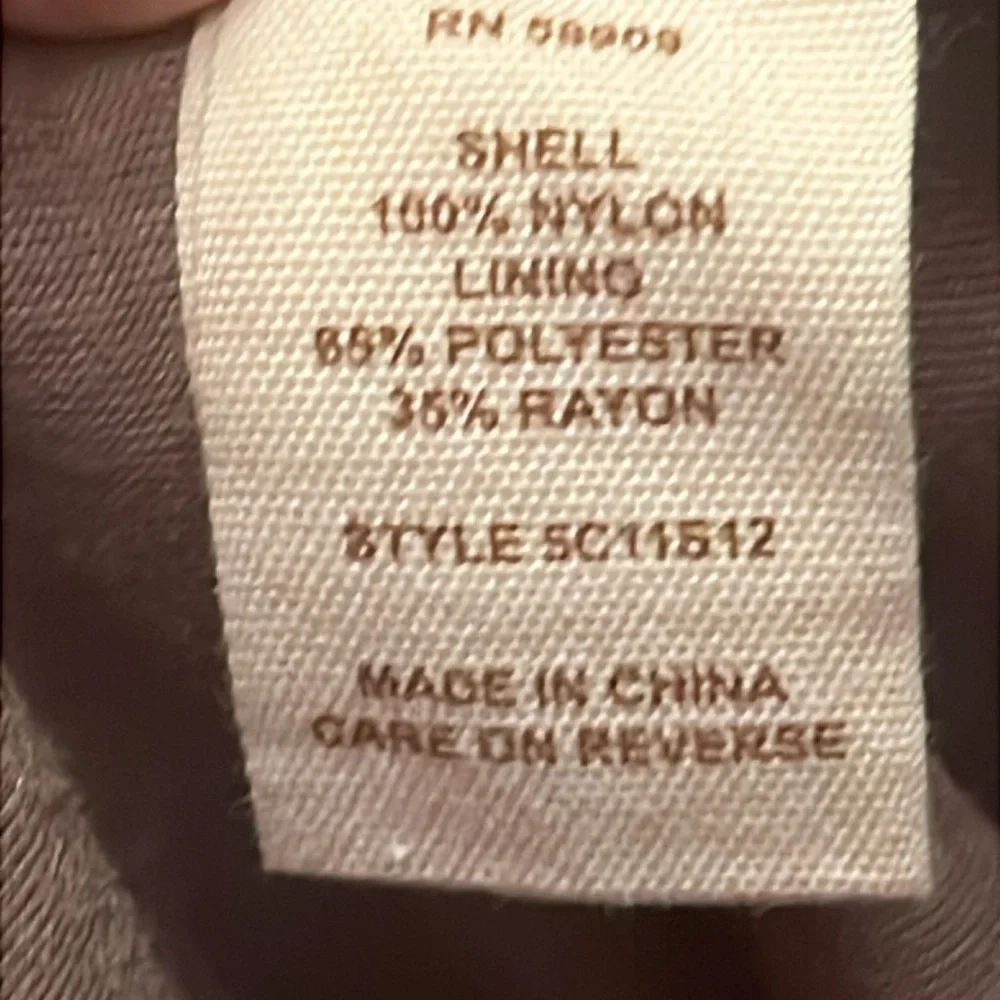 RN
SHELL
100% NYLON
LINING
65% POLYESTER
35% RAYON
STYLE 5C11512
MADE IN CHINA
CARE ON REVERSE